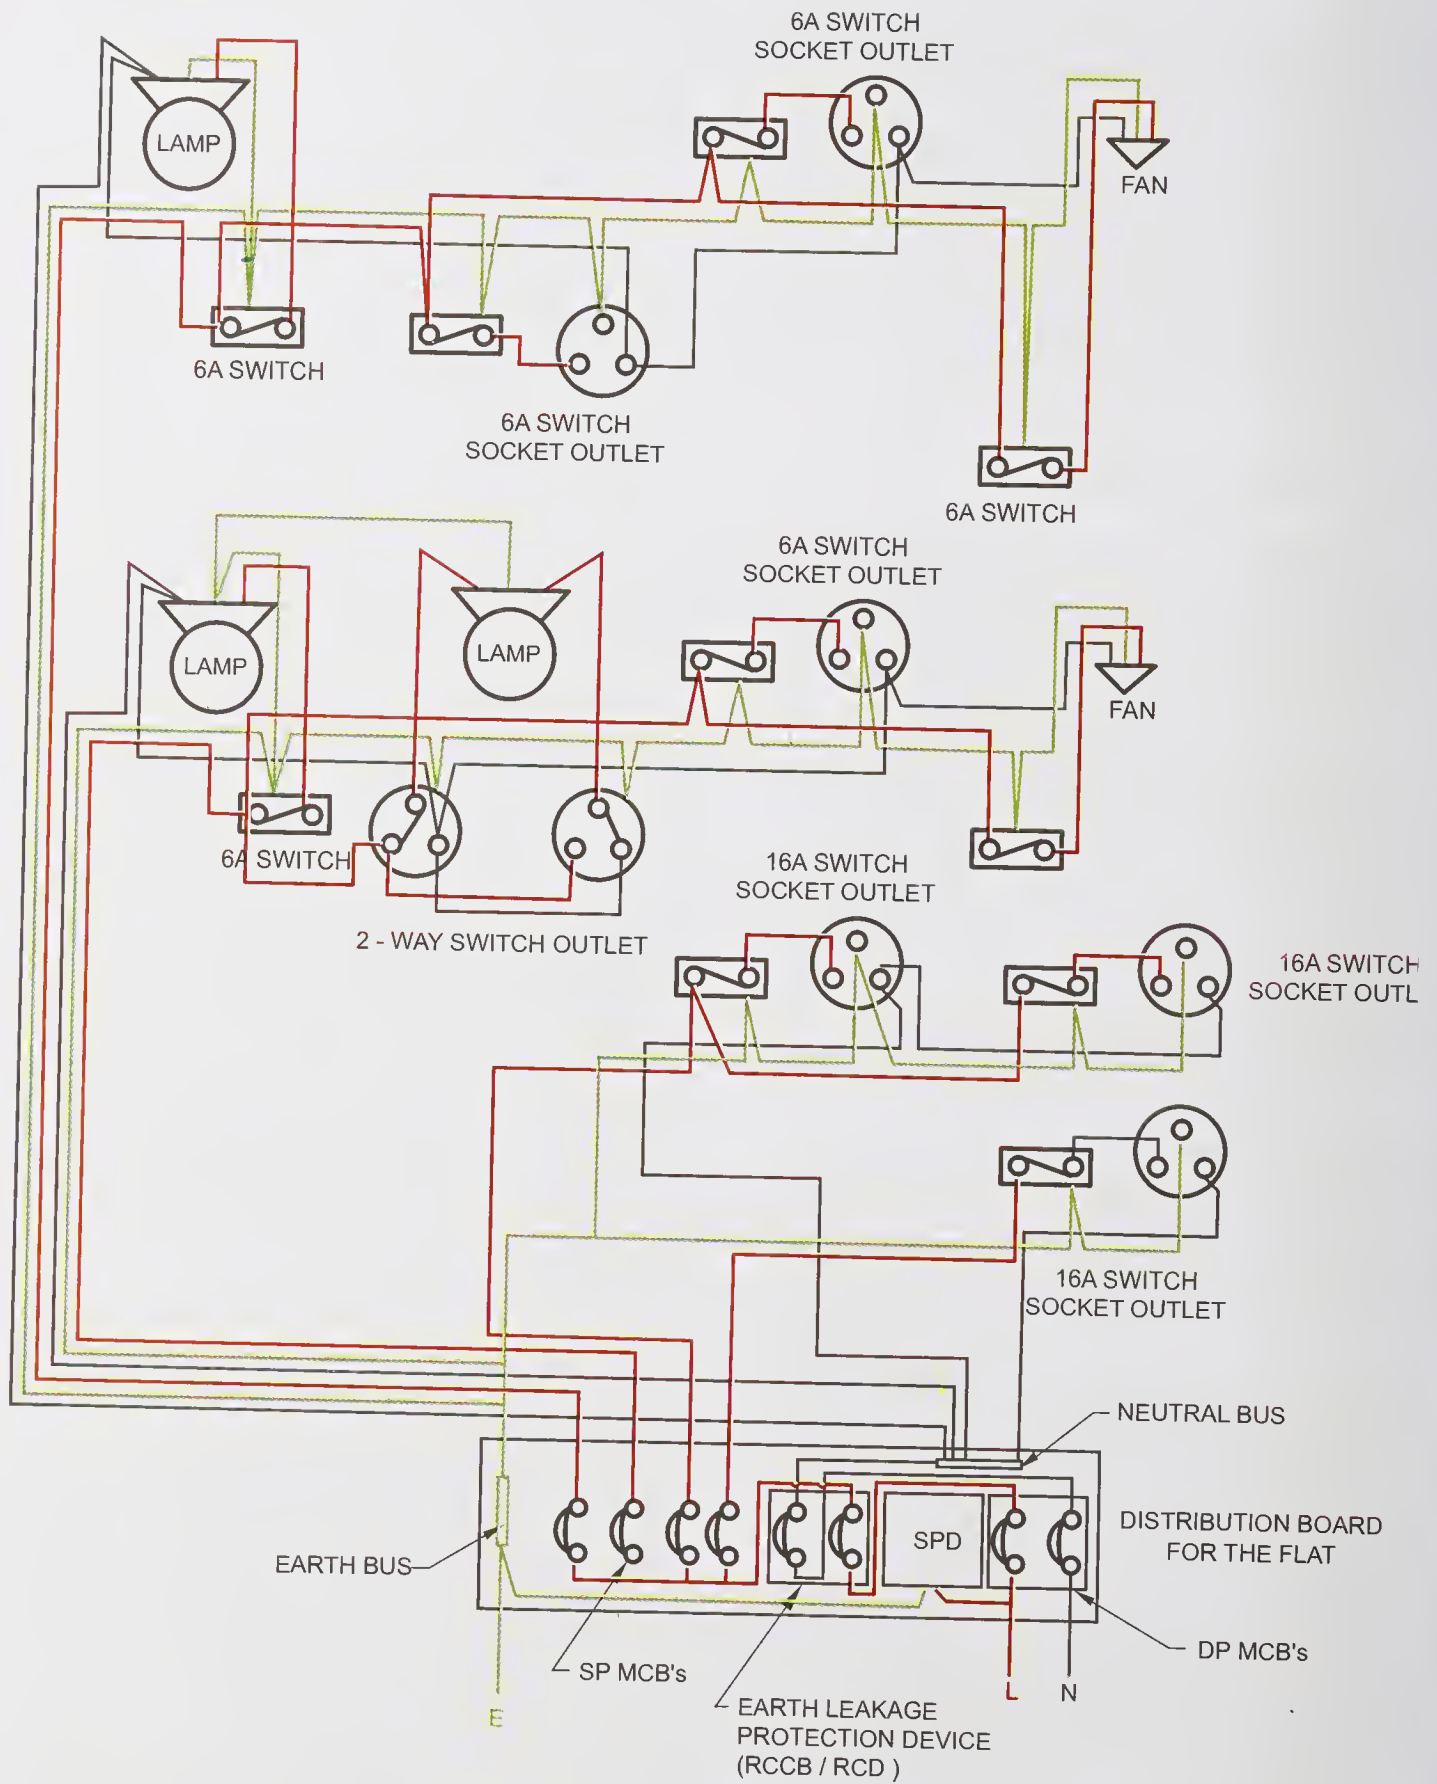 6A SWITCH
SOCKET OUTLET
LAMP
FAN
6A SWITCH
6A SWITCH
SOCKET OUTLET
6A SWITCH
6A SWITCH
SOCKET OUTLET
LAMP
LAMP
FAN
6A SWITCH
16A SWITCH
SOCKET OUTLET
2 - WAY SWITCH OUTLET
16A SWITCH
SOCKET OUTL
16A SWITCH
SOCKET OUTLET
NEUTRAL BUS
SPD
DISTRIBUTION BOARD
FOR THE FLAT
EARTH BUS
SP MCB's
DP MCB's
L
N
E
EARTH LEAKAGE
PROTECTION DEVICE
(RCCB / RCD )